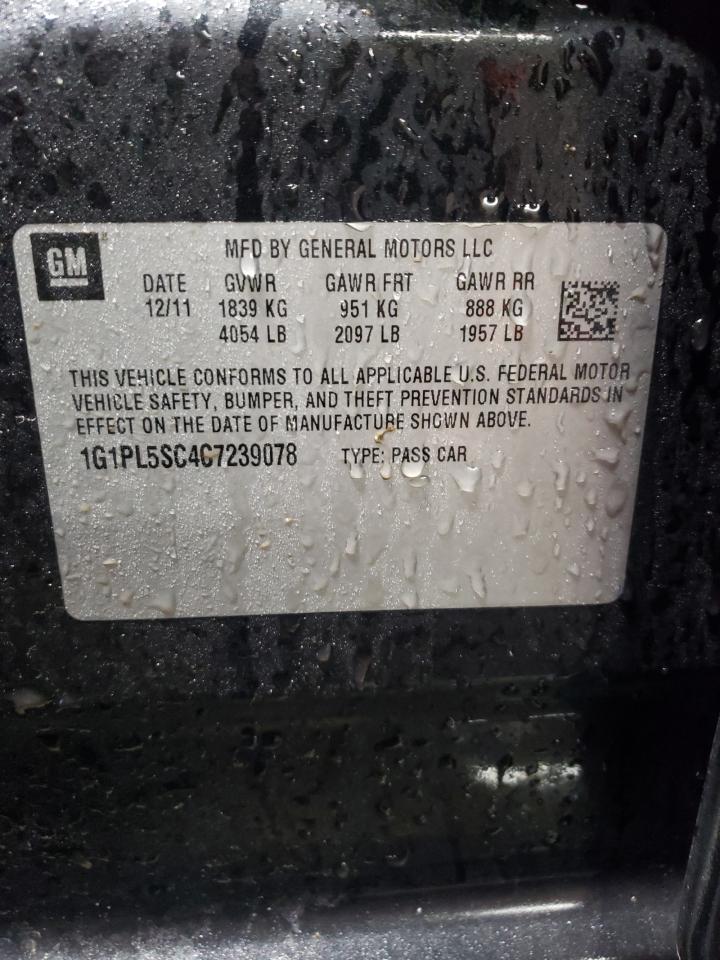 GM
MFD BY GENERAL MOTORS LLC
DATE GVWR GAWR FRT GAWR RR
12/11 1839 KG 951 KG 888 KG
4054 LB 2097 LB 1957 LB
THIS VEHICLE CONFORMS TO ALL APPLICABLE U.S. FEDERAL MOTOR
VEHICLE SAFETY, BUMPER, AND THEFT PREVENTION STANDARDS IN
EFFECT ON THE DATE OF MANUFACTURE SHOWN ABOVE.
1G1PL5SC4C7239078 TYPE: PASS CAR